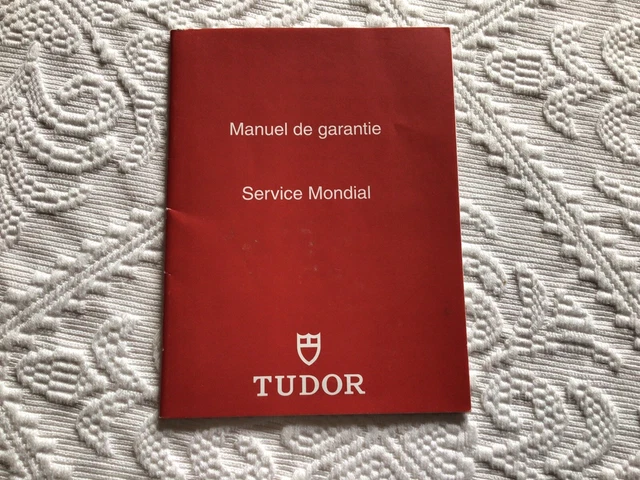 Manuel de garantie
Service Mondial
TUDOR